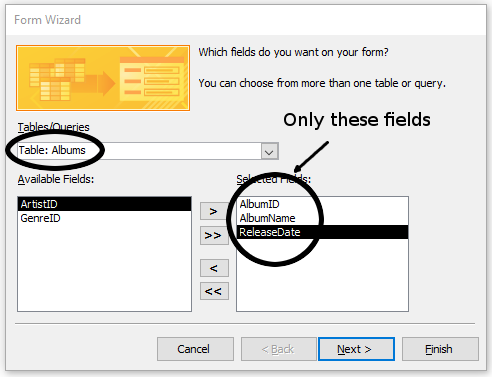 Form Wizard
Which fields do you want on your form?
You can choose from more than one table or query.
Only these fields
Tables/Queries
Table: Albums
Available Fields:
Selected Fields:
ArtistID
GenreID
>
>>
<
<<
AlbumID
AlbumName
ReleaseDate
Cancel
< Back
Next >
Finish